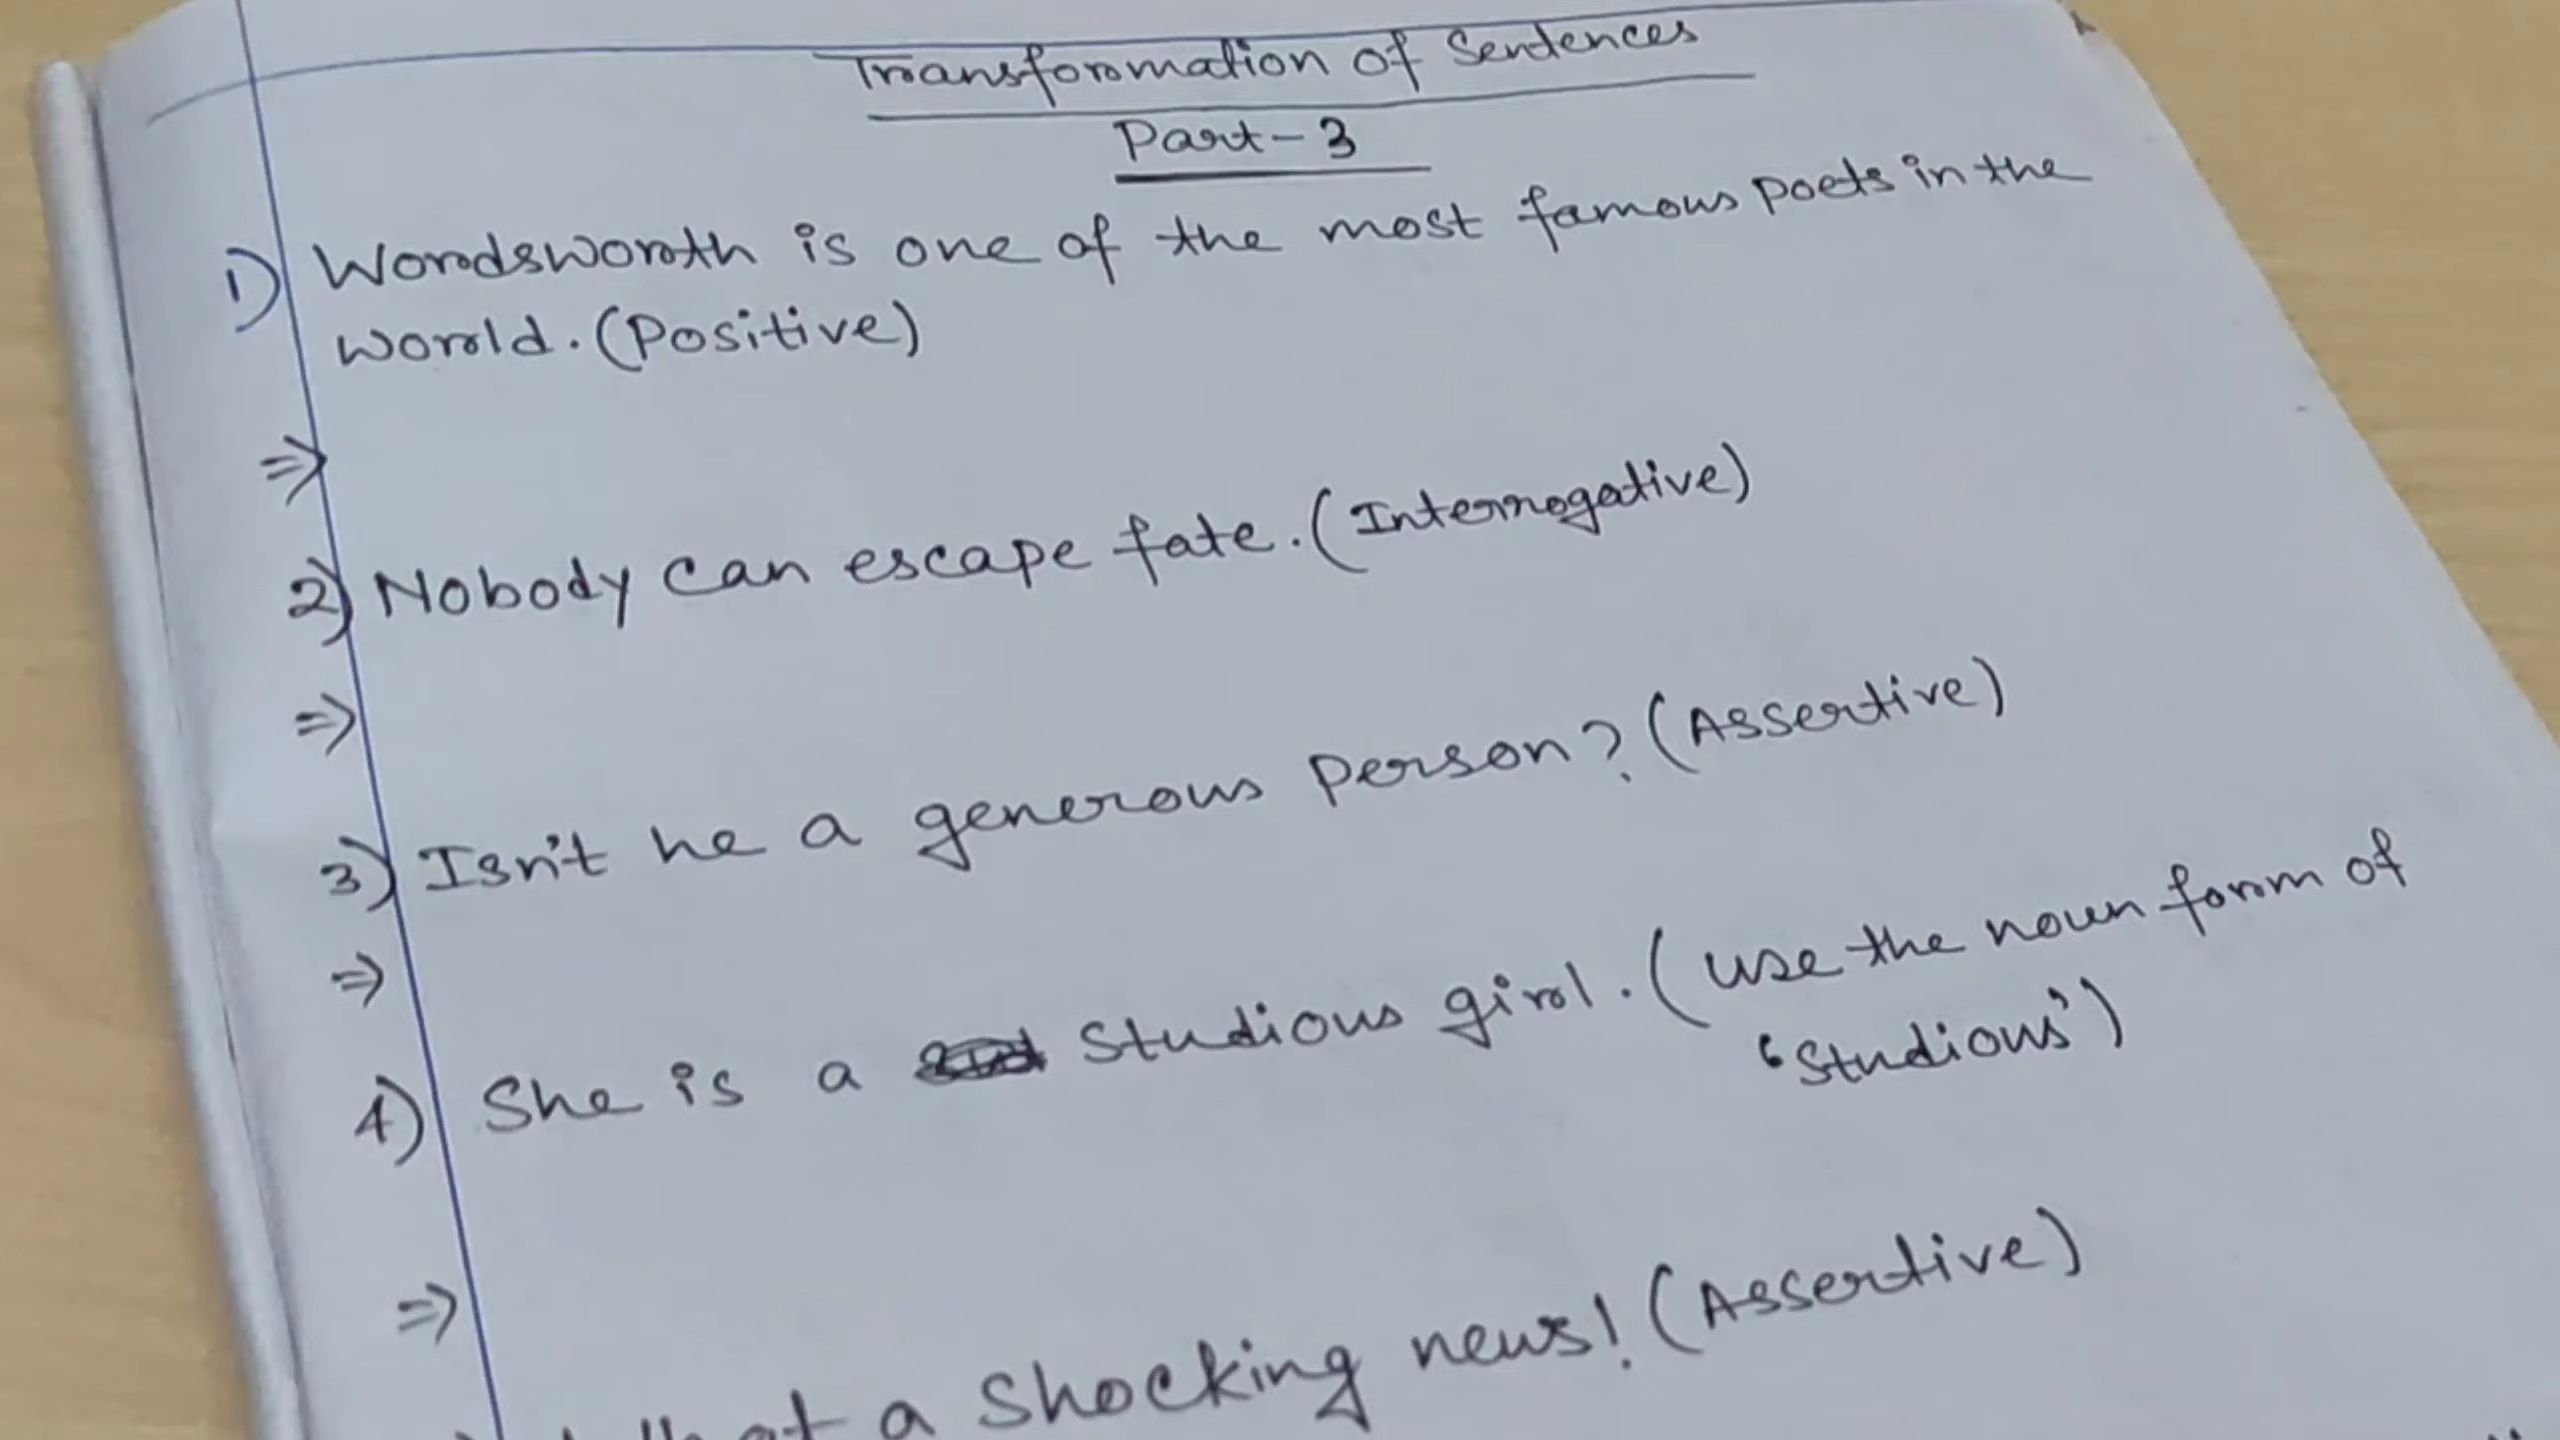 Transformation of Sentences
Part-3
1) Wordsworth is one of the most famous poets in the
World. (Positive)
⇒
2) Nobody can escape fate. (Interrogative)
⇒
3) Isn't he a generous person? (Assertive)
⇒
4) She is a studious girl. (use the noun form of
'Studious')
⇒
What a shocking news! (Assertive)